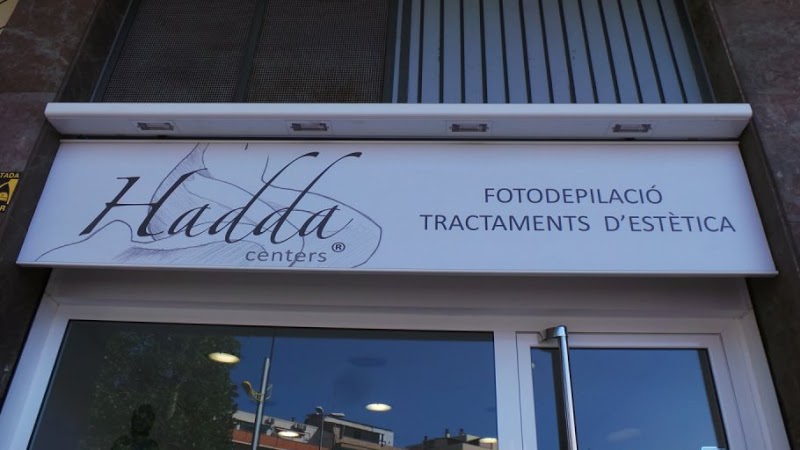 Hadda
centers®
FOTODEPILACIÓ
TRACTAMENTS D'ESTÈTICA